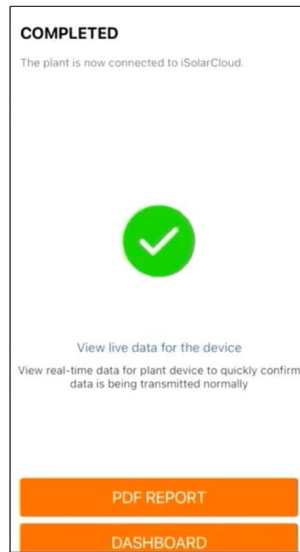 COMPLETED
The plant is now connected to iSolarCloud.
View live data for the device
View real-time data for plant device to quickly confirm
data is being transmitted normally
PDF REPORT
DASHBOARD